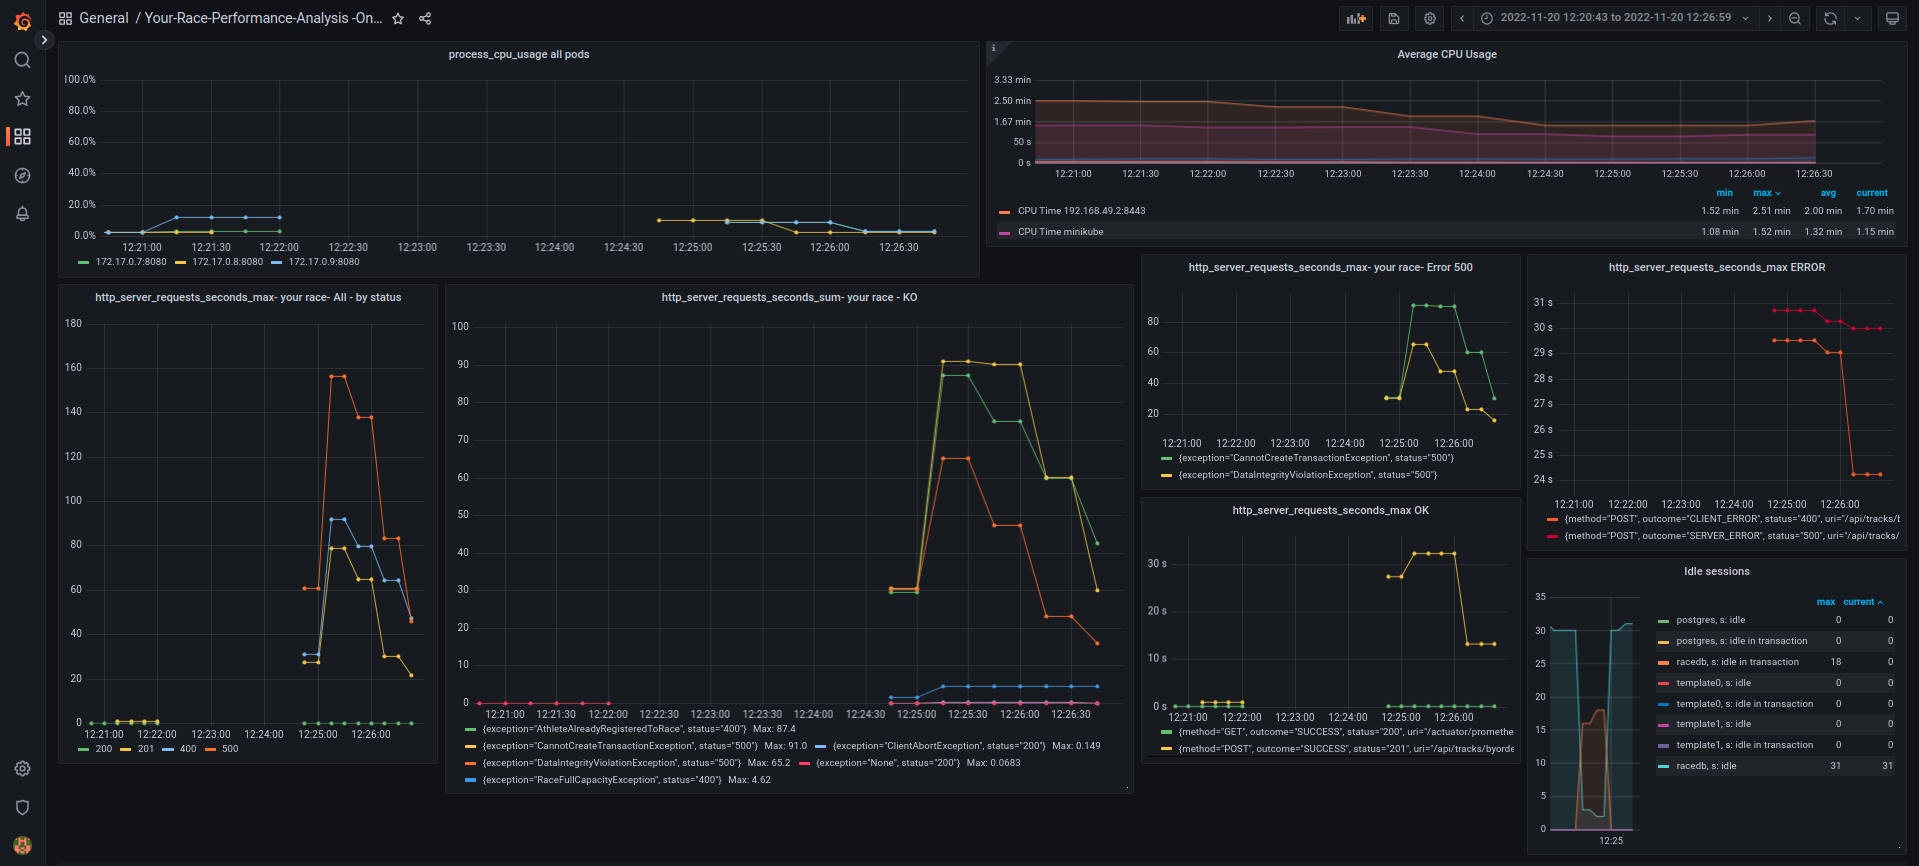 General / Your-Race-Performance-Analysis -On...
2022-11-20 12:20:43 to 2022-11-20 12:26:59
process_cpu_usage all pods
100.0%
80.0%
60.0%
40.0%
20.0%
0.0%
12:21:00 12:21:30 12:22:00 12:22:30 12:23:00 12:23:30 12:24:00 12:24:30 12:25:00 12:25:30 12:26:00 12:26:30
172.17.0.7:8080 172.17.0.8:8080 172.17.0.9:8080
i
Average CPU Usage
3.33 min
2.50 min
1.67 min
50 s
0 s
12:21:00 12:21:30 12:22:00 12:22:30 12:23:00 12:23:30 12:24:00 12:24:30 12:25:00 12:25:30 12:26:00 12:26:30
min max avg current
CPU Time 192.168.49.2:8443 1.52 min 2.51 min 2.00 min 1.70 min
CPU Time minikube 1.08 min 1.52 min 1.32 min 1.15 min
http_server_requests_seconds_max- your race- All - by status
180
160
140
120
100
80
60
40
20
0
12:21:00 12:22:00 12:23:00 12:24:00 12:25:00 12:26:00
200 201 400 500
http_server_requests_seconds_sum- your race - KO
100
90
80
70
60
50
40
30
20
10
0
12:21:00 12:21:30 12:22:00 12:22:30 12:23:00 12:23:30 12:24:00 12:24:30 12:25:00 12:25:30 12:26:00 12:26:30
{exception="AthleteAlreadyRegisteredToRace", status="400"} Max: 87.4
{exception="CannotCreateTransactionException", status="500"} Max: 91.0 {exception="ClientAbortException", status="200"} Max: 0.149
{exception="DataIntegrityViolationException", status="500"} Max: 65.2 {exception="None", status="200"} Max: 0.0683
{exception="RaceFullCapacityException", status="400"} Max: 4.62
http_server_requests_seconds_max- your race- Error 500
80
60
40
20
12:21:00 12:22:00 12:23:00 12:24:00 12:25:00 12:26:00
{exception="CannotCreateTransactionException", status="500"}
{exception="DataIntegrityViolationException", status="500"}
http_server_requests_seconds_max OK
30 s
20 s
10 s
0 s
12:21:00 12:22:00 12:23:00 12:24:00 12:25:00 12:26:00
{method="GET", outcome="SUCCESS", status="200", uri="/actuator/promethe
{method="POST", outcome="SUCCESS", status="201", uri="/api/tracks/byorde
http_server_requests_seconds_max ERROR
31 s
30 s
29 s
28 s
27 s
26 s
25 s
24 s
12:21:00 12:22:00 12:23:00 12:24:00 12:25:00 12:26:00
{method="POST", outcome="CLIENT_ERROR", status="400", uri="/api/tracks/b
{method="POST", outcome="SERVER_ERROR", status="500", uri="/api/tracks/
Idle sessions
35
30
25
20
15
10
5
0
12:25
max current
postgres, s: idle 0 0
postgres, s: idle in transaction 0 0
racedb, s: idle in transaction 18 0
template0, s: idle 0 0
template0, s: idle in transaction 0 0
template1, s: idle 0 0
template1, s: idle in transaction 0 0
racedb, s: idle 31 31